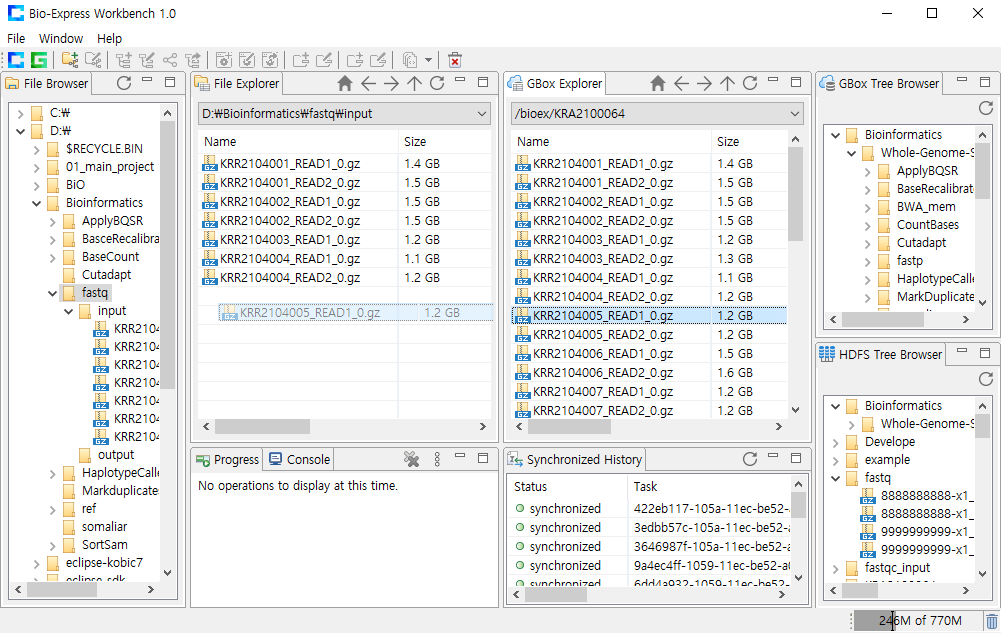 Bio-Express Workbench 1.0
File Window Help
File Browser
C:₩
D:₩
$RECYCLE.BIN
01_main_project
BiO
Bioinformatics
ApplyBQSR
BasceRecalibra
BaseCount
Cutadapt
fastq
input
KRR2104
KRR2104
KRR2104
KRR2104
KRR2104
KRR2104
KRR2104
output
HaplotypeCalle
Markduplicate
ref
somaliar
SortSam
eclipse-kobic7
eclipse-sdk
File Explorer
D:₩Bioinformatics₩fastq₩input
Name Size
KRR2104001_READ1_0.gz 1.4 GB
KRR2104001_READ2_0.gz 1.5 GB
KRR2104002_READ1_0.gz 1.5 GB
KRR2104002_READ2_0.gz 1.5 GB
KRR2104003_READ1_0.gz 1.2 GB
KRR2104004_READ1_0.gz 1.1 GB
KRR2104004_READ2_0.gz 1.2 GB
KRR2104005_READ1_0.gz 1.2 GB
GBox Explorer
/bioex/KRA2100064
Name Size
KRR2104001_READ1_0.gz 1.4 GB
KRR2104001_READ2_0.gz 1.5 GB
KRR2104002_READ1_0.gz 1.5 GB
KRR2104002_READ2_0.gz 1.5 GB
KRR2104003_READ1_0.gz 1.2 GB
KRR2104003_READ2_0.gz 1.3 GB
KRR2104004_READ1_0.gz 1.1 GB
KRR2104004_READ2_0.gz 1.2 GB
KRR2104005_READ1_0.gz 1.2 GB
KRR2104005_READ2_0.gz 1.2 GB
KRR2104006_READ1_0.gz 1.5 GB
KRR2104006_READ2_0.gz 1.6 GB
KRR2104007_READ1_0.gz 1.2 GB
KRR2104007_READ2_0.gz 1.2 GB
GBox Tree Browser
Bioinformatics
Whole-Genome-S
ApplyBQSR
BaseRecalibrat
BWA_mem
CountBases
Cutadapt
fastp
HaplotypeCalle
MarkDuplicate
HDFS Tree Browser
Bioinformatics
Whole-Genome-S
Develope
example
fastq
8888888888-x1_
8888888888-x1_
9999999999-x1_
9999999999-x1_
fastqc_input
Progress Console
No operations to display at this time.
Synchronized History
Status Task
synchronized 422eb117-105a-11ec-be52-
synchronized 3edbb57c-105a-11ec-be52-a
synchronized 3646987f-105a-11ec-be52-a
synchronized 9a4ec4ff-1059-11ec-be52-a
synchronized 6dd4a932-1059-11ec-be52-
246M of 770M